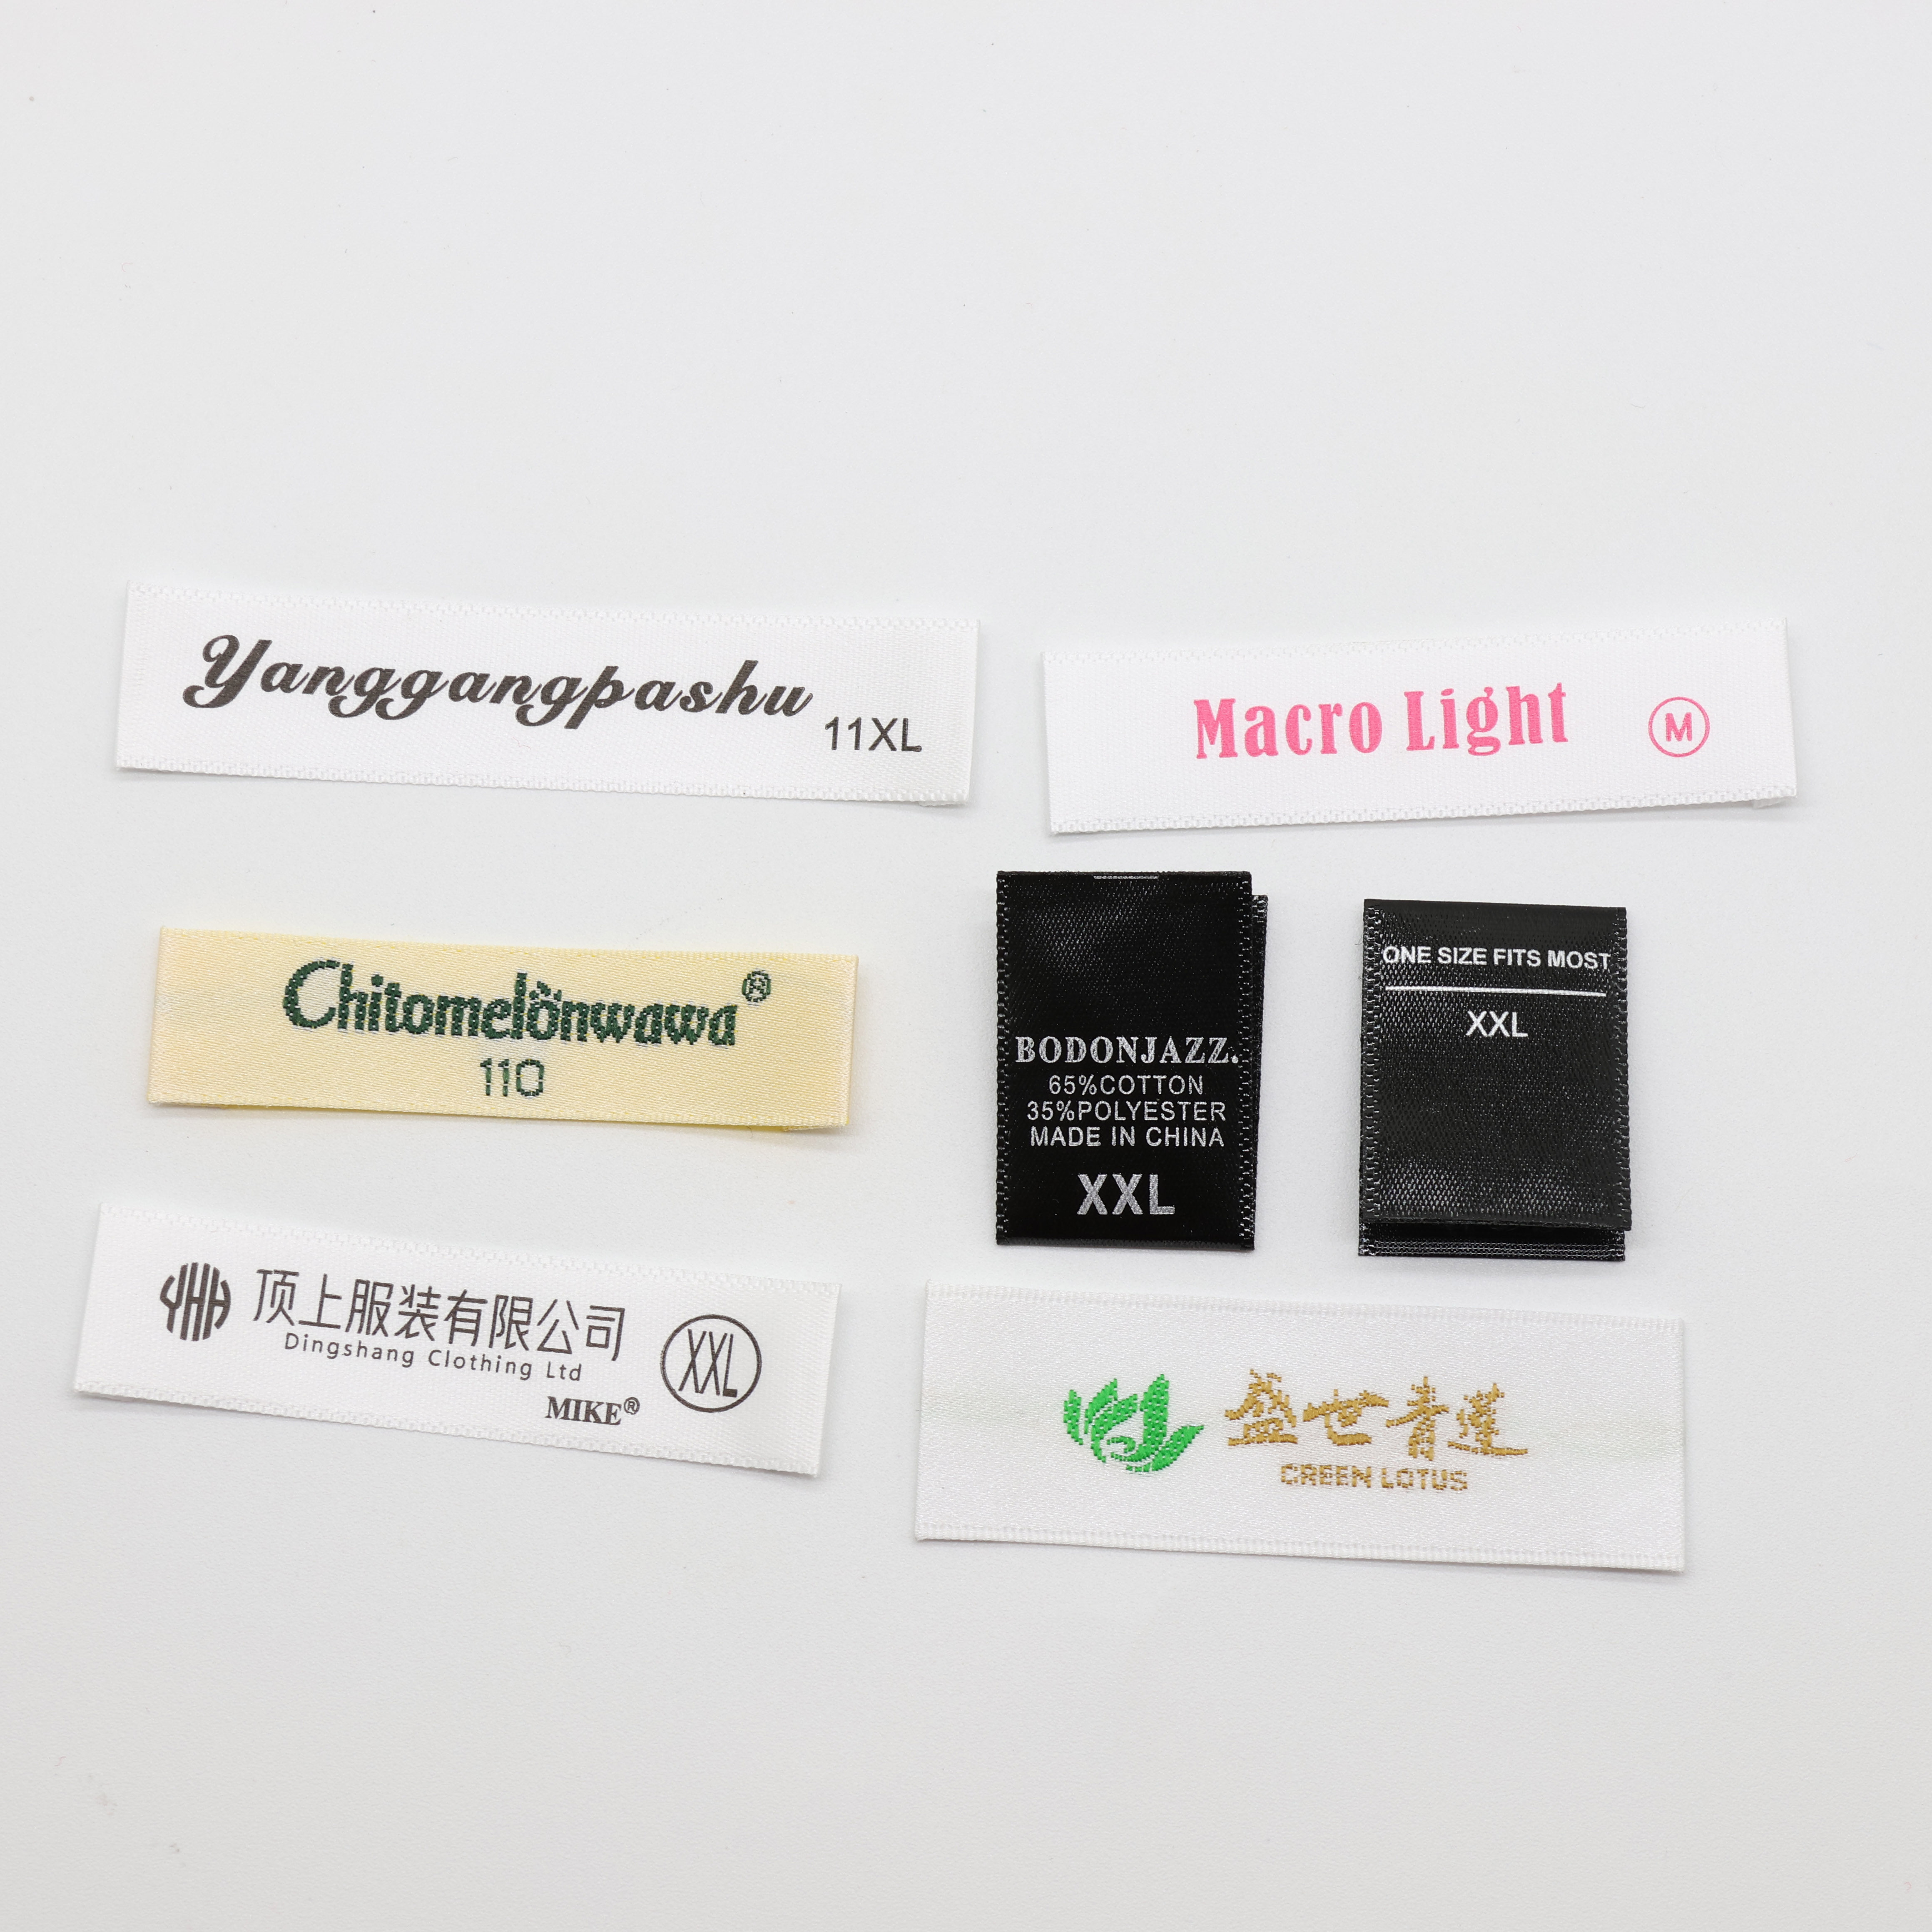 Yanggangpashu
11XL
Macro Light
M
Chitomelönwawa®
110
BODONJAZZ.
65%COTTON
35%POLYESTER
MADE IN CHINA
XXL
ONE SIZE FITS MOST
XXL
YHH
顶上服装有限公司
Dingshang Clothing Ltd
MIKE®
XXL
盛世青莲
GREEN LOTUS